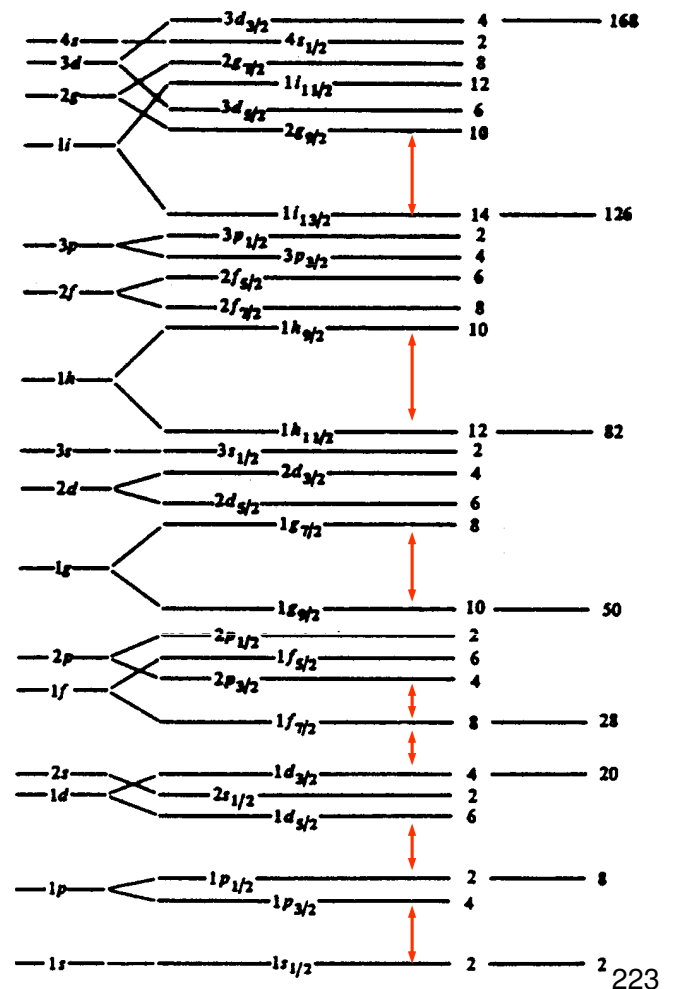 3d3/2 4 168
4s 4s1/2 2
3d 2g7/2 8
1i11/2 12
2g 3d5/2 6
2g9/2 10
1i
1i13/2 14 126
3p 3p1/2 2
3p3/2 4
2f5/2 6
2f 2f7/2 8
1h9/2 10
1h
1h11/2 12 82
3s 3s1/2 2
2d3/2 4
2d 2d5/2 6
1g7/2 8
1g
1g9/2 10 50
2p1/2 2
2p 1f5/2 6
2p3/2 4
1f
1f7/2 8 28
2s 1d3/2 4 20
1d 2s1/2 2
1d5/2 6
1p1/2 2 8
1p
1p3/2 4
1s 1s1/2 2 2
223